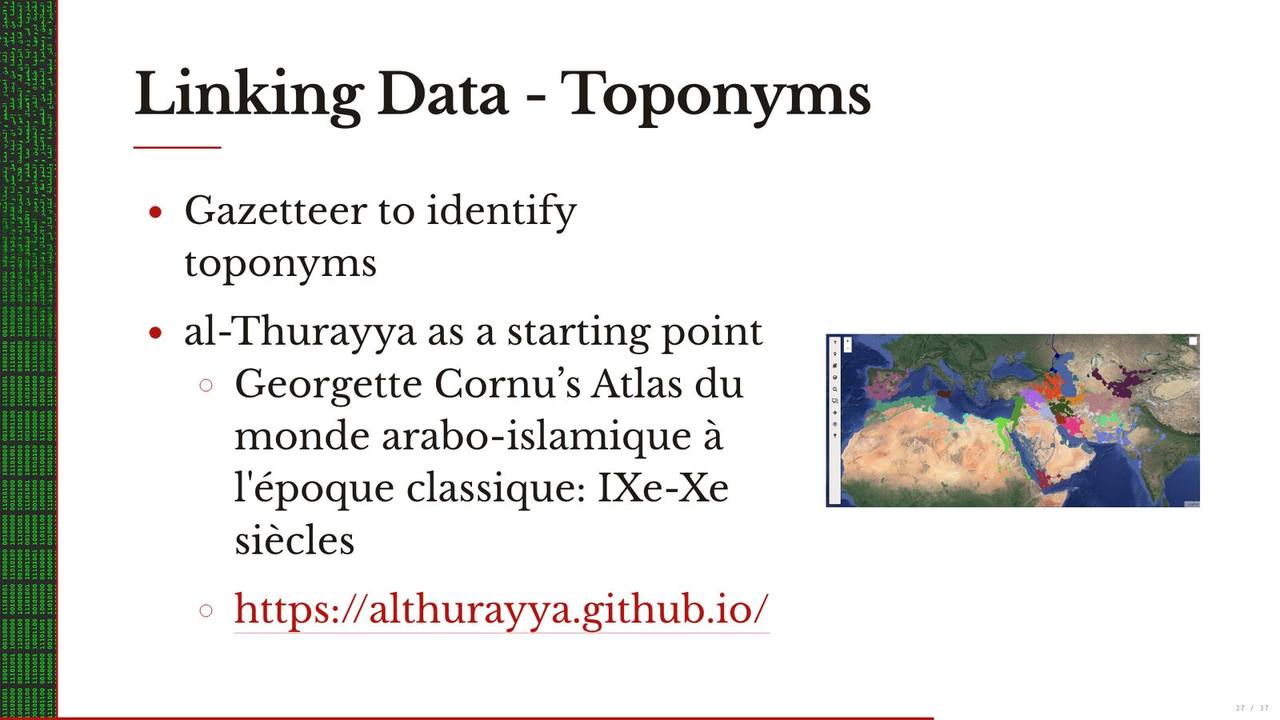 Linking Data - Toponyms
Gazetteer to identify
toponyms
al-Thurayya as a starting point
Georgette Cornu’s Atlas du
monde arabo-islamique à
l'époque classique: IXe-Xe
siècles
https://althurayya.github.io/
27 / 37